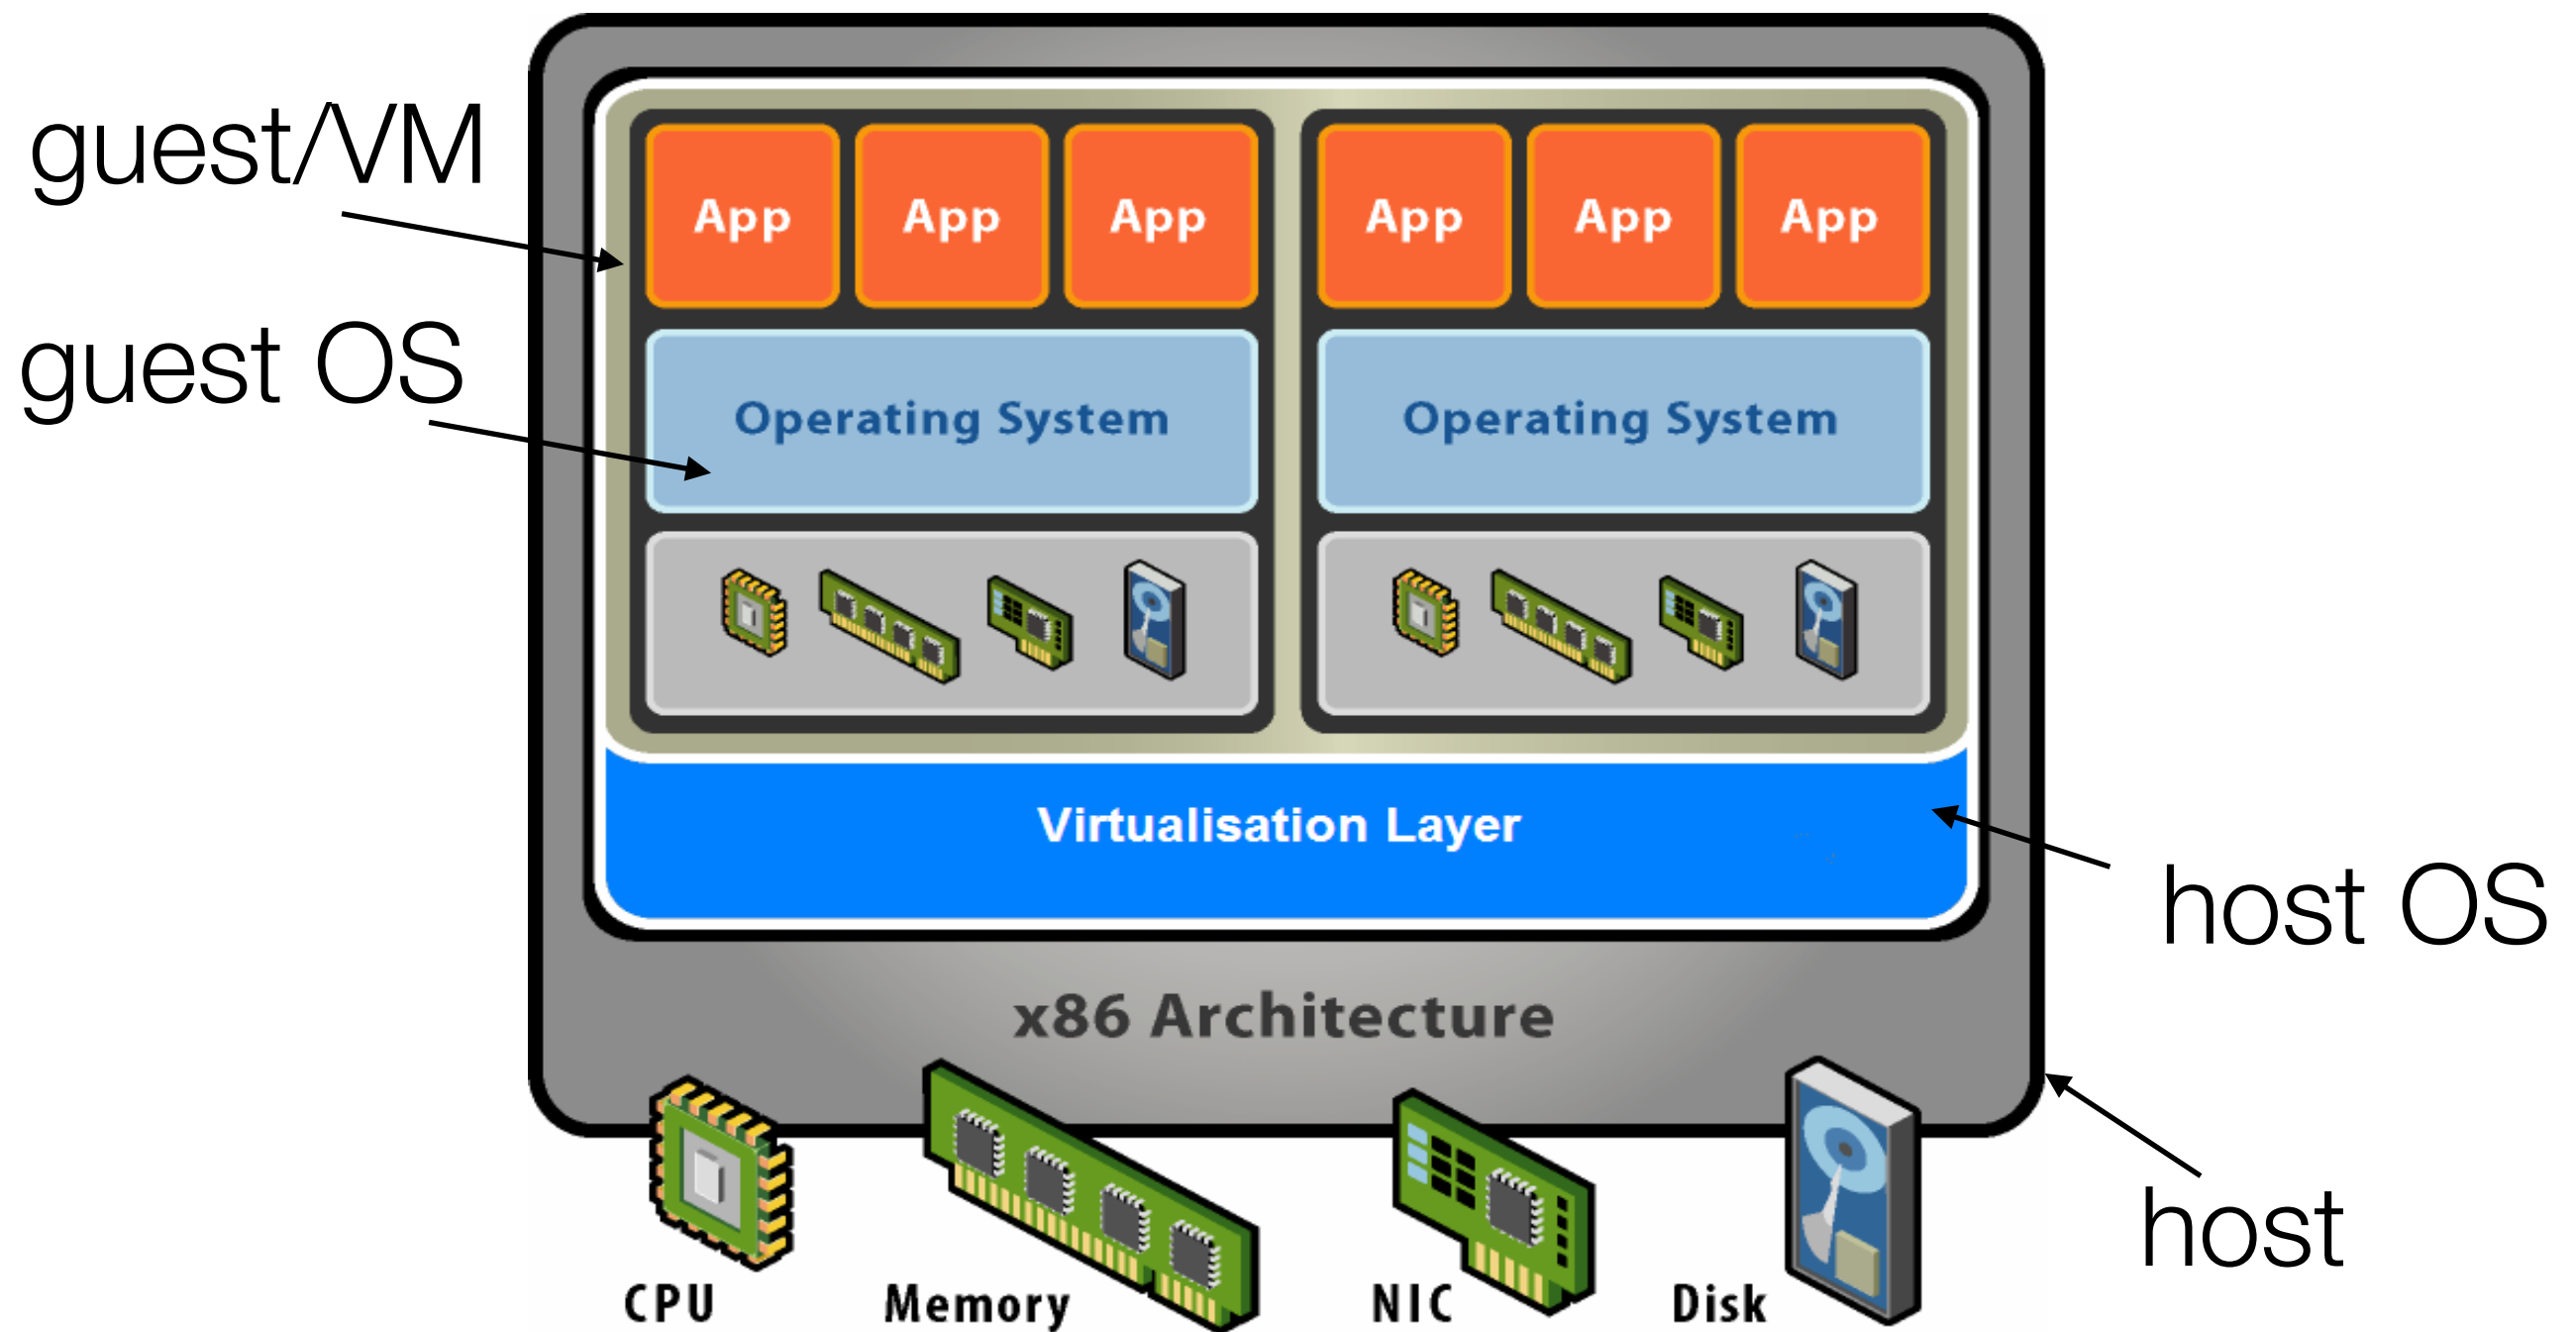 guest/VM
App App App App App App
guest OS
Operating System Operating System
Virtualisation Layer
host OS
x86 Architecture
host
CPU Memory NIC Disk